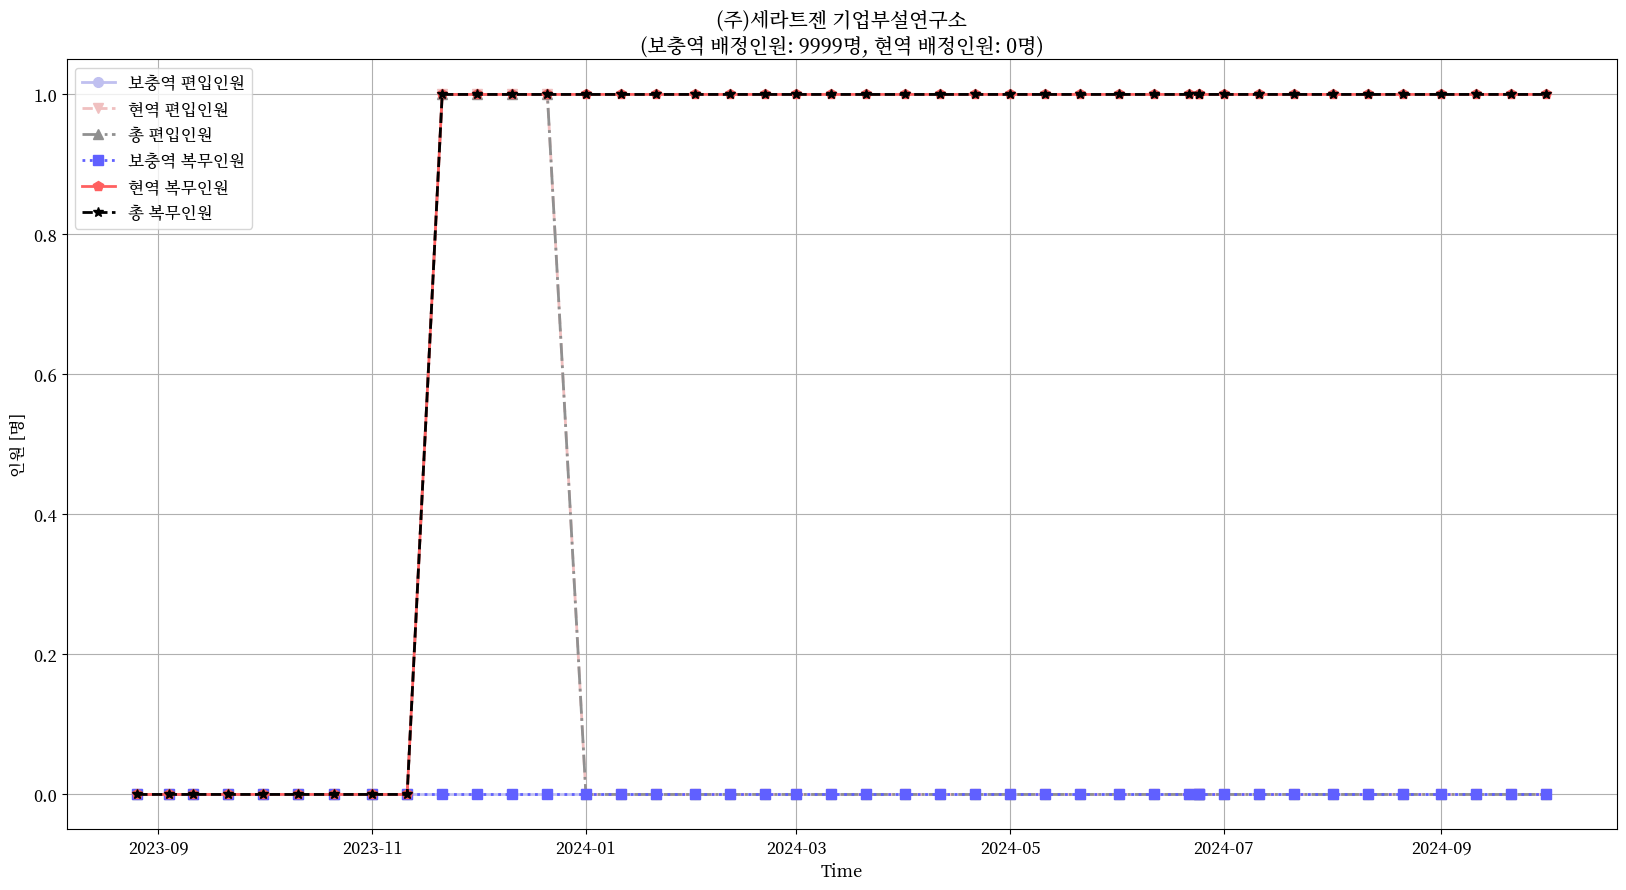 (주)세라트젠 기업부설연구소
(보충역 배정인원: 9999명, 현역 배정인원: 0명)
보충역 편입인원
현역 편입인원
총 편입인원
보충역 복무인원
현역 복무인원
총 복무인원
1.0
0.8
0.6
0.4
0.2
0.0
인원 [명]
2023-09
2023-11
2024-01
2024-03
2024-05
2024-07
2024-09
Time